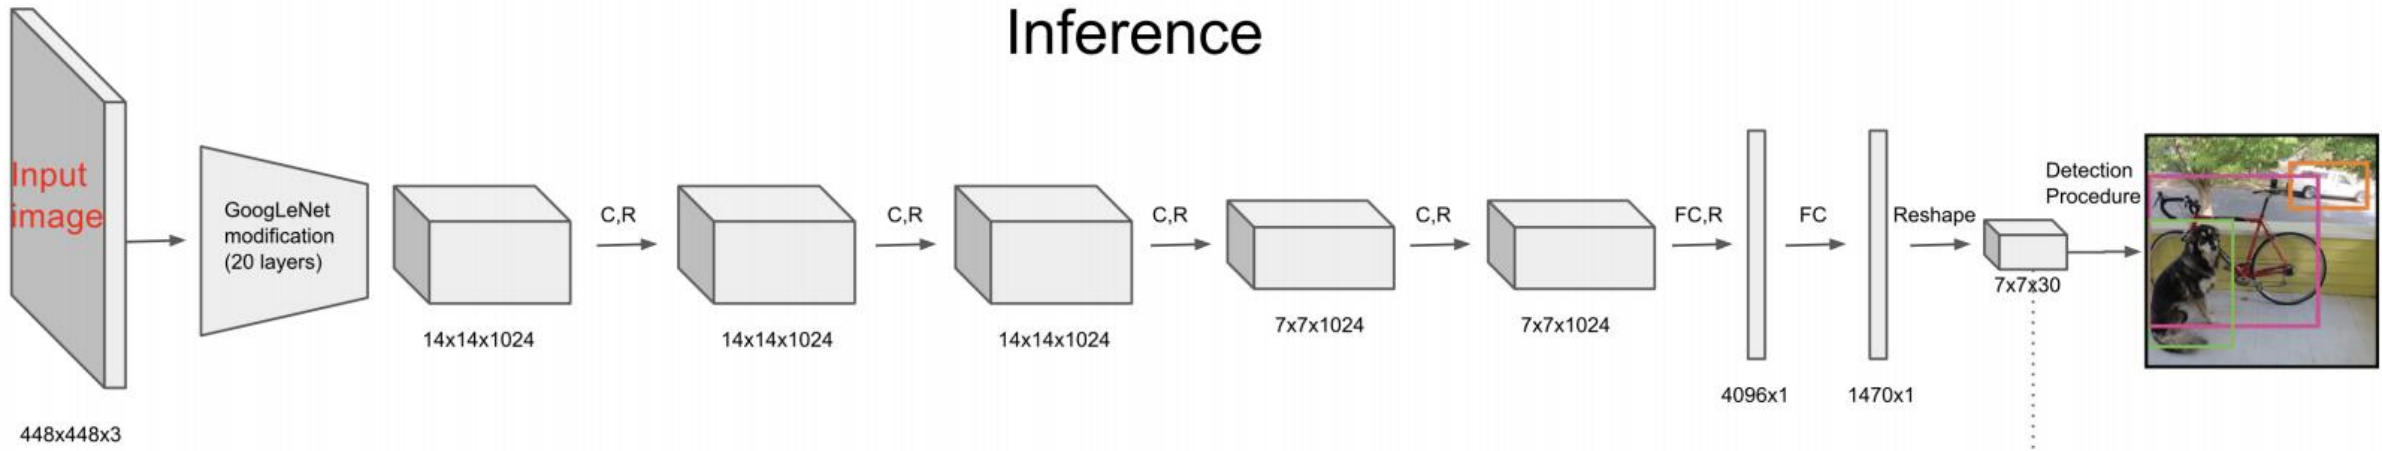 Inference
Input
image
448x448x3
GoogLeNet
modification
(20 layers)
14x14x1024
C,R
14x14x1024
C,R
14x14x1024
C,R
7x7x1024
C,R
7x7x1024
FC,R
4096x1
FC
1470x1
Reshape
7x7x30
Detection
Procedure